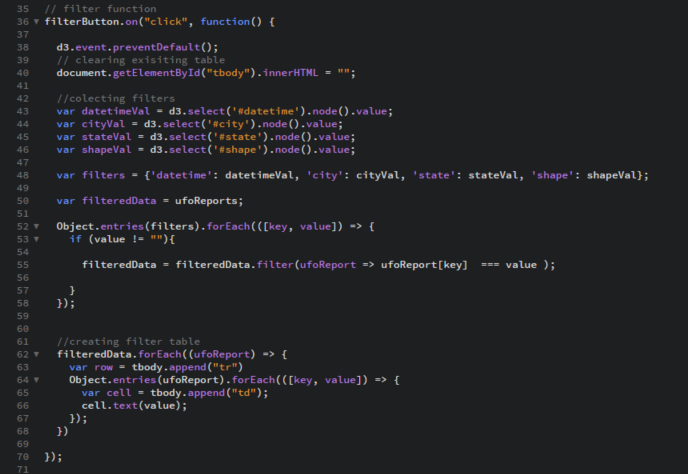 35 // filter function
36 ▼ filterButton.on("click", function() {
37
38 d3.event.preventDefault();
39 // clearing exisiting table
40 document.getElementById("tbody").innerHTML = "";
41
42 //colecting filters
43 var datetimeVal = d3.select('#datetime').node().value;
44 var cityVal = d3.select('#city').node().value;
45 var stateVal = d3.select('#state').node().value;
46 var shapeVal = d3.select('#shape').node().value;
47
48 var filters = {'datetime': datetimeVal, 'city': cityVal, 'state': stateVal, 'shape': shapeVal};
49
50 var filteredData = ufoReports;
51
52 ▼ Object.entries(filters).forEach(([key, value]) => {
53 ▼ if (value != ""){
54
55 filteredData = filteredData.filter(ufoReport => ufoReport[key]  === value );
56
57 }
58 });
59
60
61 //creating filter table
62 ▼ filteredData.forEach((ufoReport) => {
63 var row = tbody.append("tr")
64 ▼ Object.entries(ufoReport).forEach(([key, value]) => {
65 var cell = tbody.append("td");
66 cell.text(value);
67 });
68 })
69
70 });
71